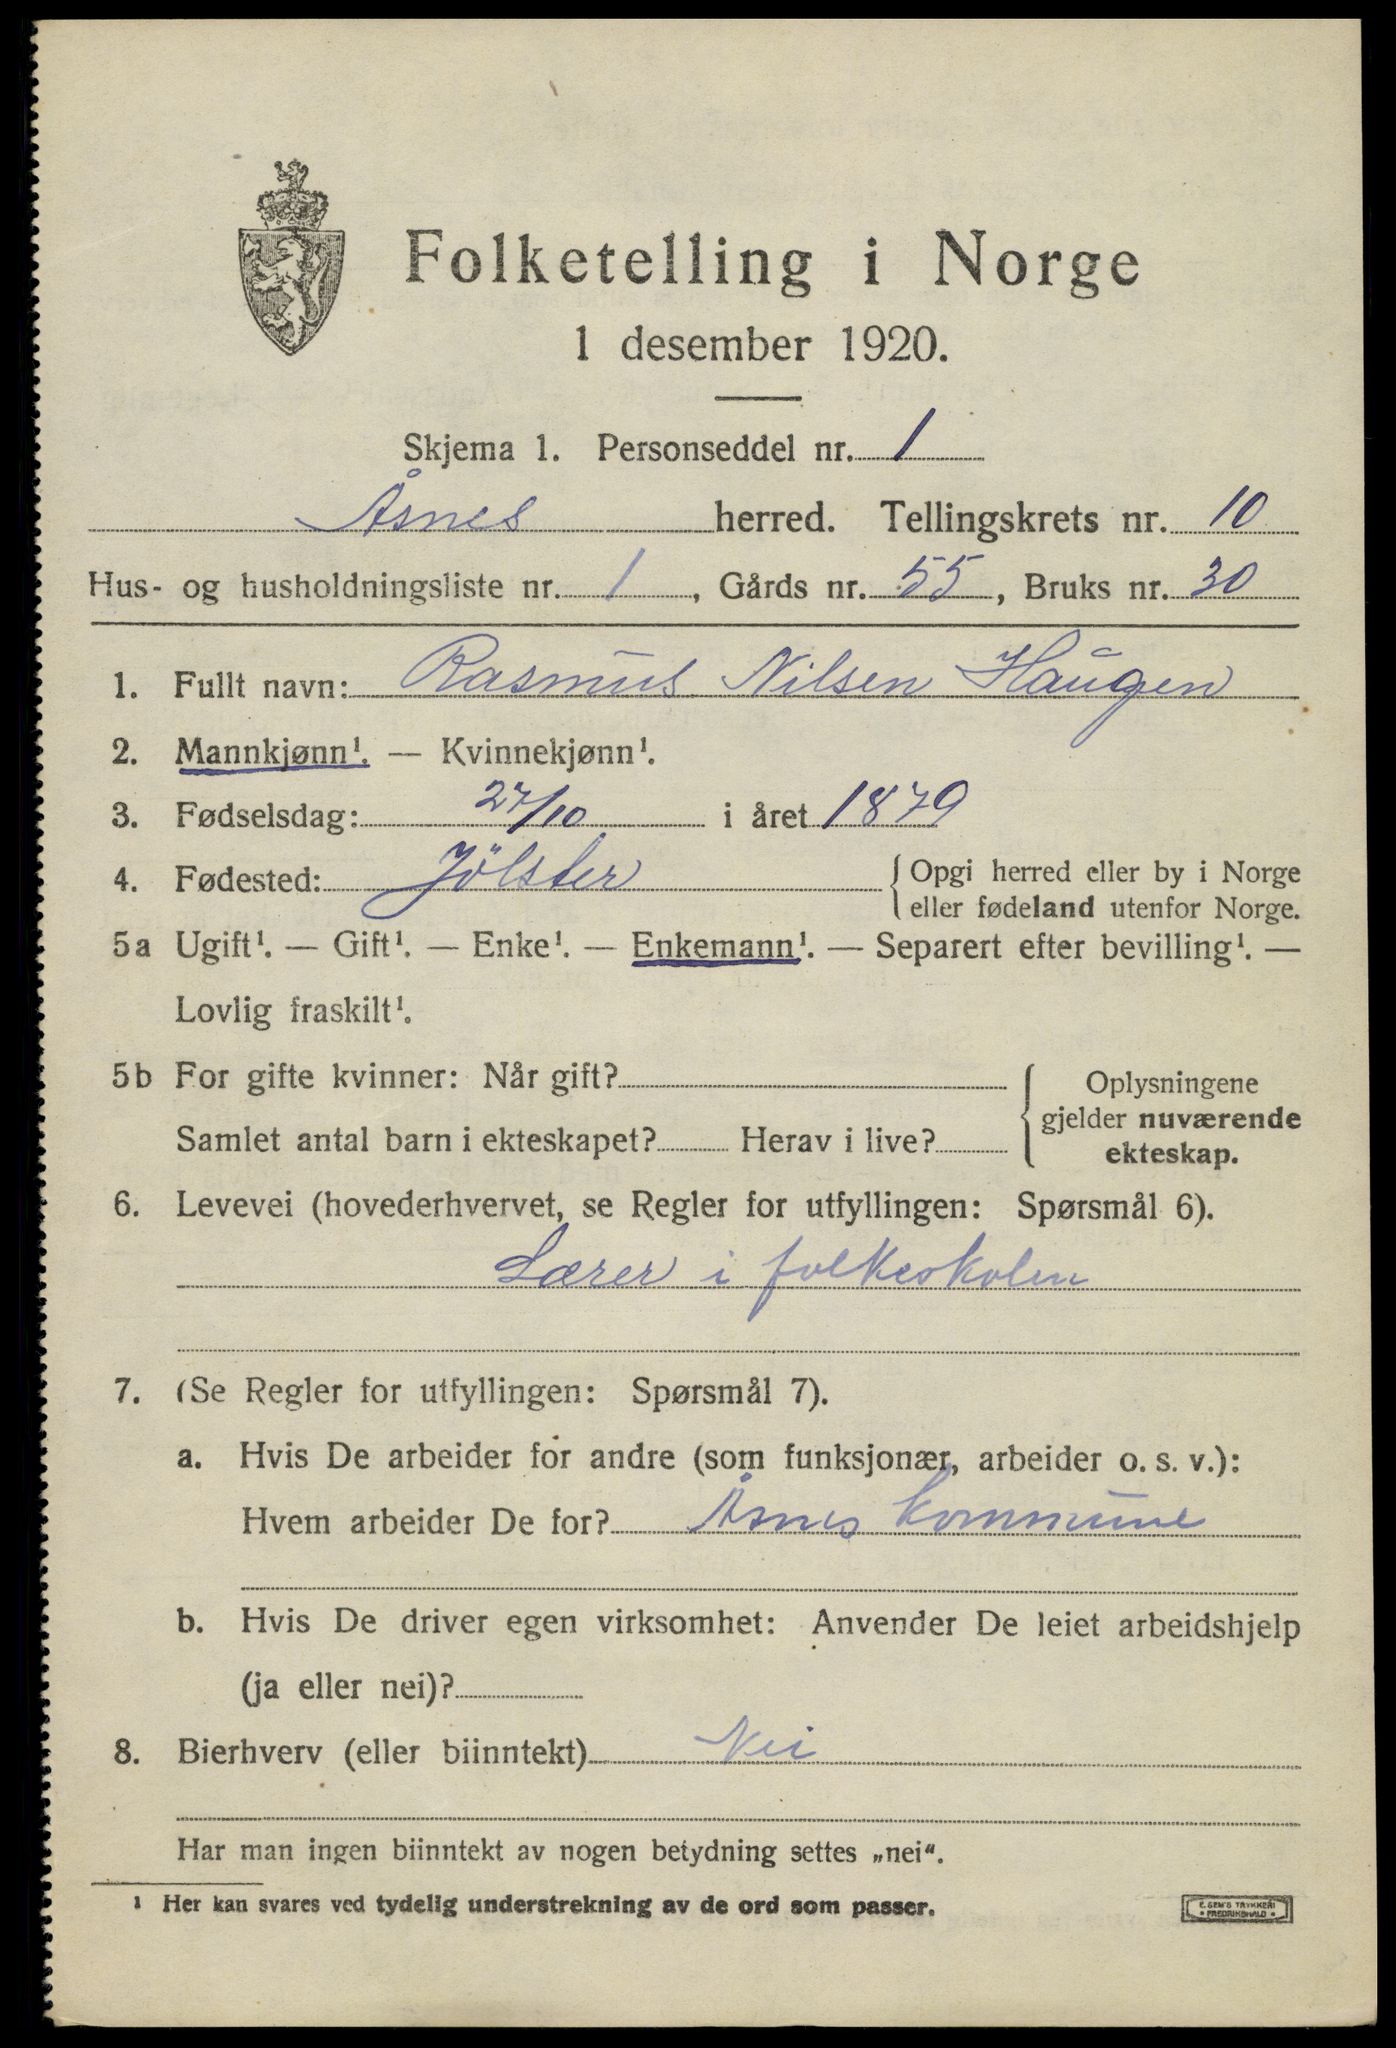 Folketelling i Norge
1 desember 1920.
Skjema 1. Personseddel nr. 1
Åsnes herred. Tellingskrets nr. 10
Hus- og husholdningsliste nr. 1, Gårds nr. 55, Bruks nr. 30
1. Fullt navn: Rasmus Nilsen Haugen
2. Mannkjønn¹. — Kvinnekjønn¹.
3. Fødselsdag: 27/10 i året 1879
4. Fødested: Jölster { Opgi herred eller by i Norge
eller fødeland utenfor Norge.
5a Ugift¹. — Gift¹. — Enke¹. — Enkemann¹. — Separert efter bevilling¹. —
Lovlig fraskilt¹.
5b For gifte kvinner: Når gift? { Oplysningene
gjelder nuværende
Samlet antal barn i ekteskapet? Herav i live? ekteskap.
6. Levevei (hovederhvervet, se Regler for utfyllingen: Spørsmål 6).
Lærer i folkeskolen
7. (Se Regler for utfyllingen: Spørsmål 7).
a. Hvis De arbeider for andre (som funksjonær, arbeider o. s. v.):
Hvem arbeider De for? Åsnes kommune
b. Hvis De driver egen virksomhet: Anvender De leiet arbeidshjelp
(ja eller nei)?
8. Bierhverv (eller biinntekt) Nei
Har man ingen biinntekt av nogen betydning settes „nei".
¹ Her kan svares ved tydelig understrekning av de ord som passer.
E. SEM'S TRYKKERI
• FREDRIKSHALD •